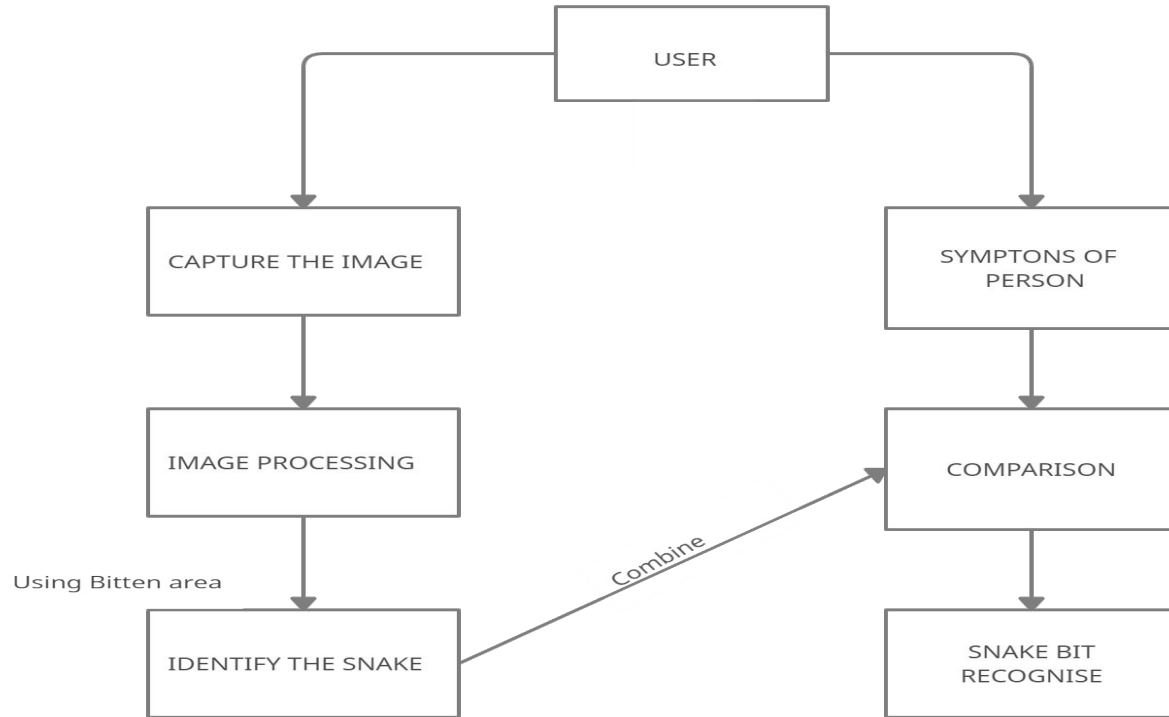 USER
CAPTURE THE IMAGE
SYMPTONS OF
PERSON
IMAGE PROCESSING
COMPARISON
Combine
Using Bitten area
IDENTIFY THE SNAKE
SNAKE BIT
RECOGNISE